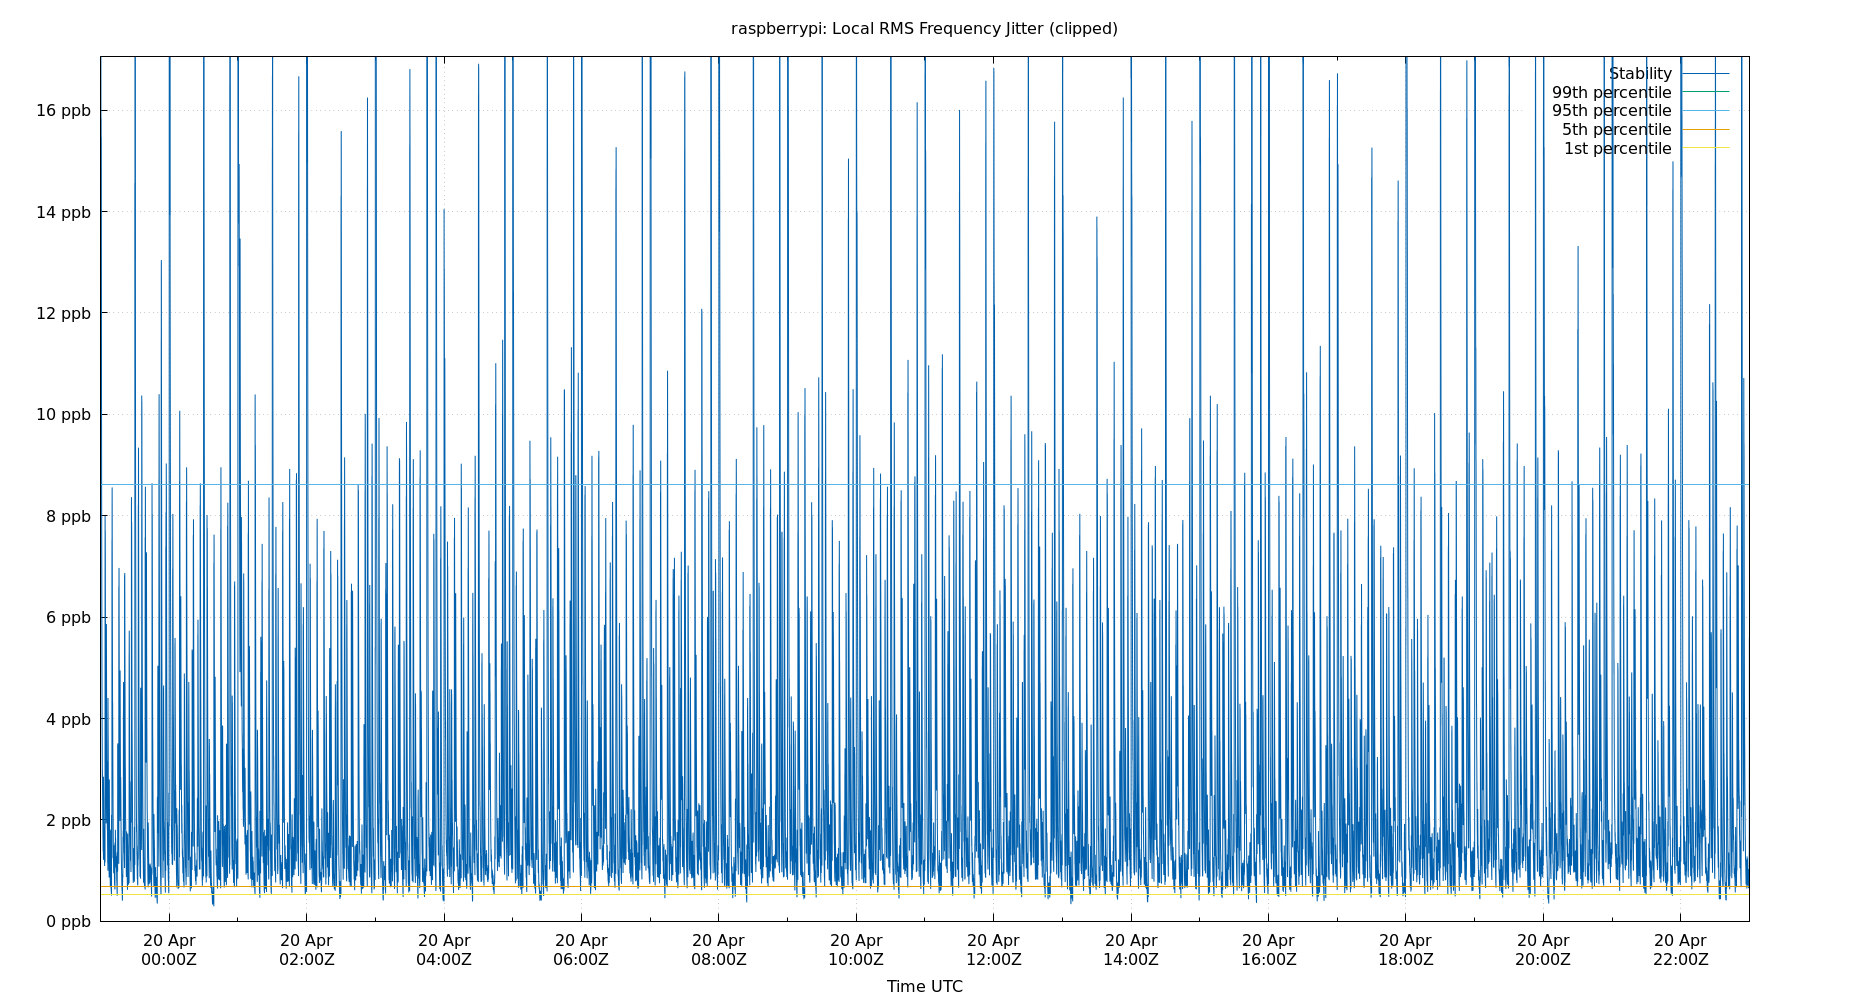 raspberrypi: Local RMS Frequency Jitter (clipped)
Stability
99th percentile
95th percentile
5th percentile
1st percentile
16 ppb
14 ppb
12 ppb
10 ppb
8 ppb
6 ppb
4 ppb
2 ppb
0 ppb
20 Apr 20 Apr 20 Apr 20 Apr 20 Apr 20 Apr 20 Apr 20 Apr 20 Apr 20 Apr 20 Apr 20 Apr
00:00Z 02:00Z 04:00Z 06:00Z 08:00Z 10:00Z 12:00Z 14:00Z 16:00Z 18:00Z 20:00Z 22:00Z
Time UTC